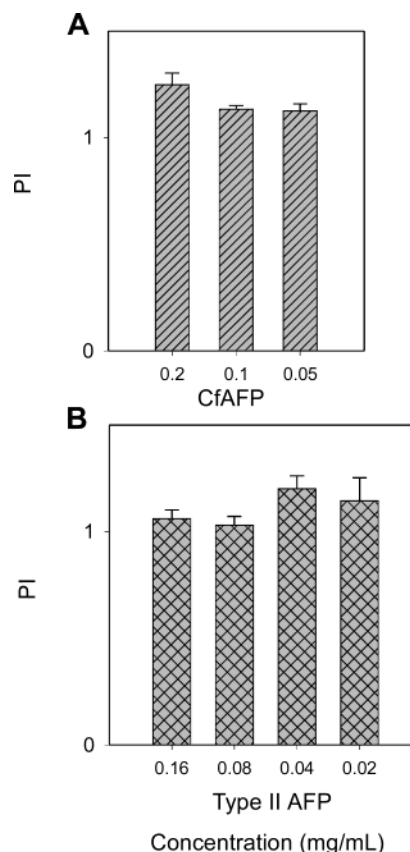 A
PI
1
0
0.2 0.1 0.05
CfAFP
B
PI
1
0
0.16 0.08 0.04 0.02
Type II AFP
Concentration (mg/mL)